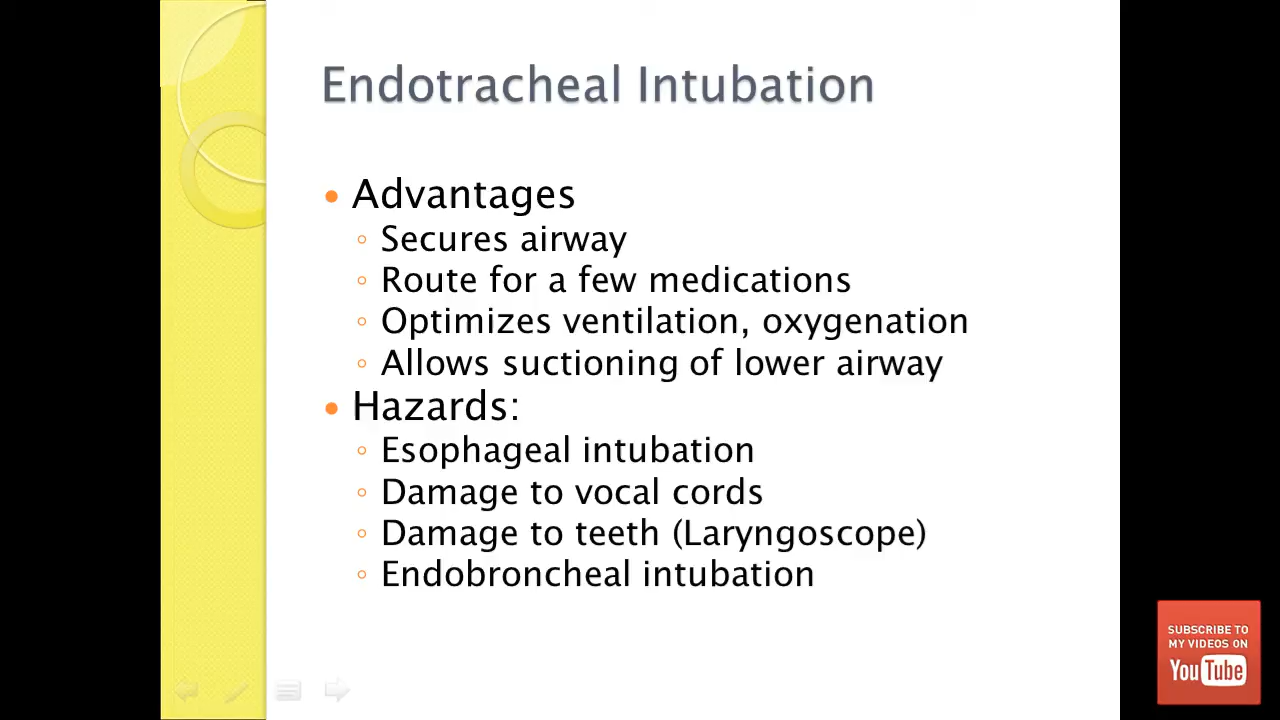 Endotracheal Intubation
• Advantages
◦ Secures airway
◦ Route for a few medications
◦ Optimizes ventilation, oxygenation
◦ Allows suctioning of lower airway
• Hazards:
◦ Esophageal intubation
◦ Damage to vocal cords
◦ Damage to teeth (Laryngoscope)
◦ Endobroncheal intubation
SUBSCRIBE TO
MY VIDEOS ON
YouTube